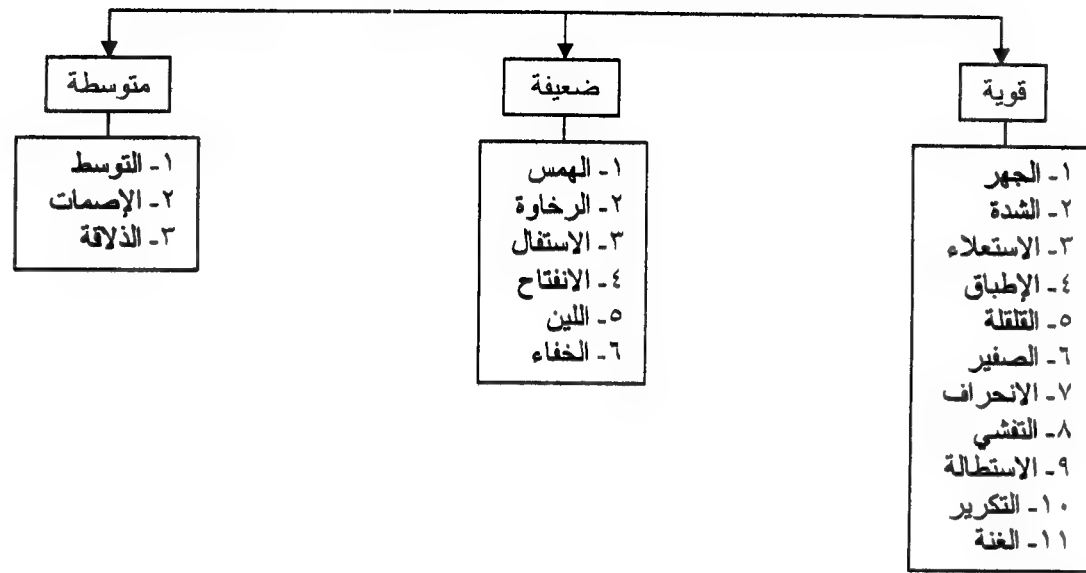 قوية
١- الجهر
٢- الشدة
٣- الإستعلاء
٤- الإطباق
٥- القلقلة
٦- الصفير
٧- الانحراف
٨- التفشي
٩- الإستطالة
١٠- التكرير
١١- الغنة
ضعيفة
١- الهمس
٢- الرخاوة
٣- الاستفال
٤- الانفتاح
٥- اللين
٦- الخفاء
متوسطة
١- التوسط
٢- الإصمات
٣- الذلاقة